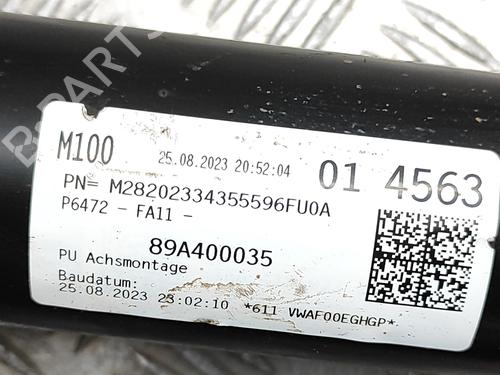 B-PARTS
M100 25.08.2023 20:52:04 01 4563
PN= M28202334355596FU0A
P6472 - FA11 -
89A400035
PU Achsmontage
Baudatum:
25.08.2023 23:02:10 *611 VWAF00EGHGP*